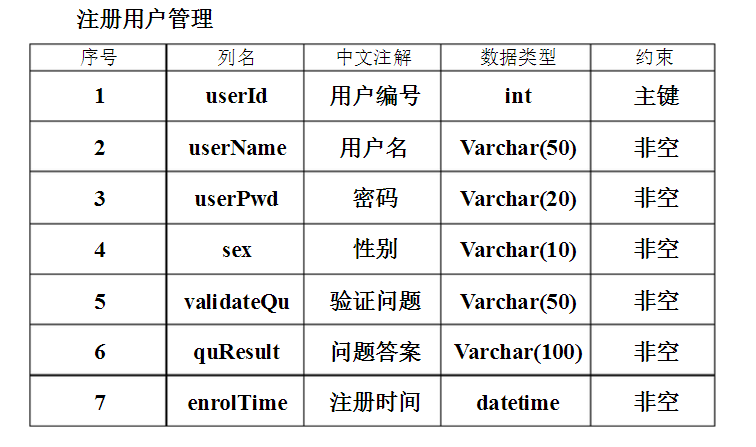 注册用户管理
序号 列名 中文注解 数据类型 约束
1 userId 用户编号 int 主键
2 userName 用户名 Varchar(50) 非空
3 userPwd 密码 Varchar(20) 非空
4 sex 性别 Varchar(10) 非空
5 validateQu 验证问题 Varchar(50) 非空
6 quResult 问题答案 Varchar(100) 非空
7 enrolTime 注册时间 datetime 非空